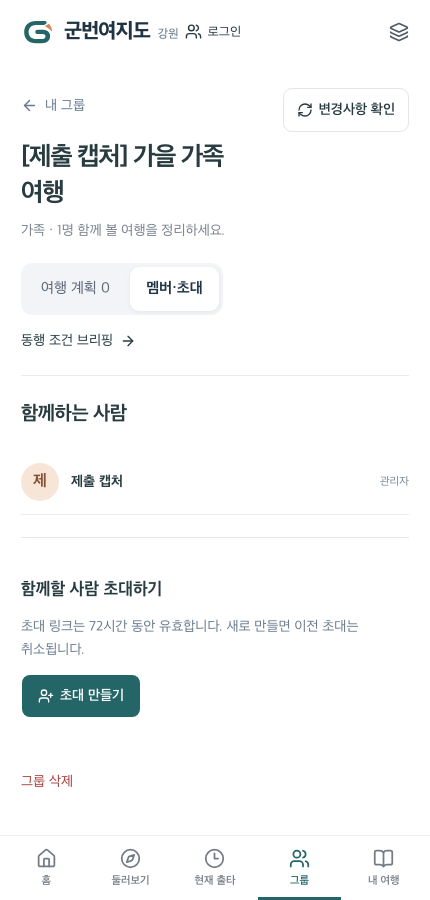 군번여지도 강원 로그인
내 그룹
변경사항 확인
[제출 캡처] 가을 가족
여행
가족 · 1명 함께 볼 여행을 정리하세요.
여행 계획 0 멤버·초대
동행 조건 브리핑
함께하는 사람
제 제출 캡처 관리자
함께할 사람 초대하기
초대 링크는 72시간 동안 유효합니다. 새로 만들면 이전 초대는
취소됩니다.
초대 만들기
그룹 삭제
홈 둘러보기 현재 출타 그룹 내 여행